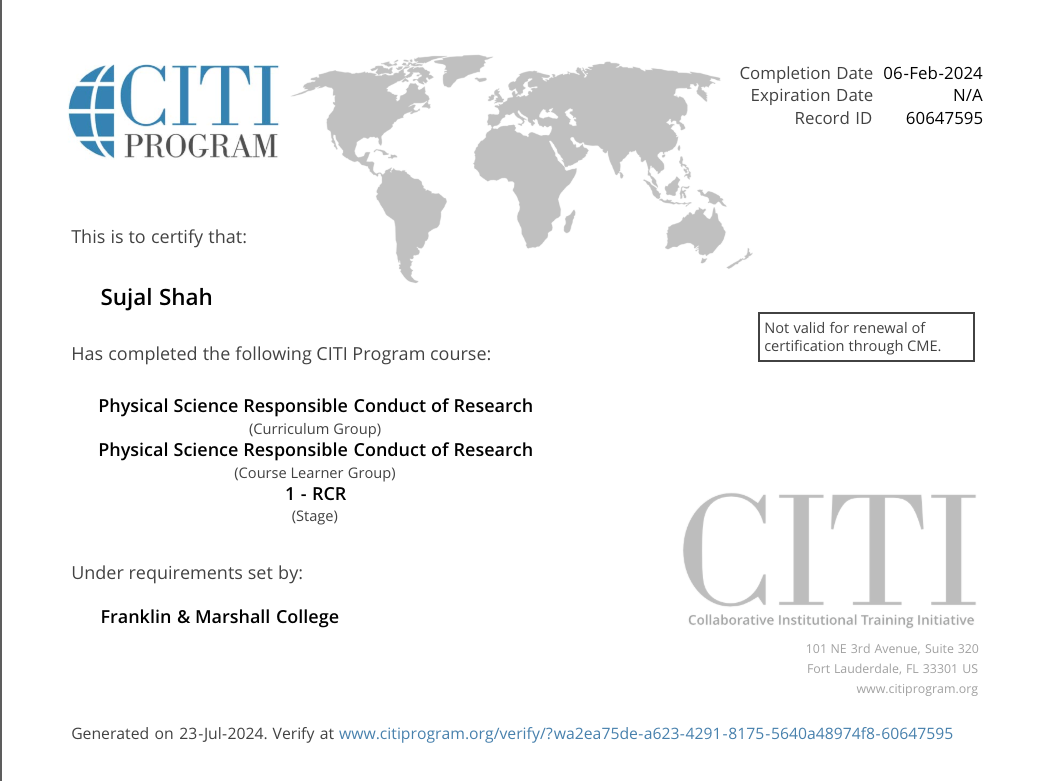 CITI
PROGRAM
Completion Date 06-Feb-2024
Expiration Date N/A
Record ID 60647595
This is to certify that:
Sujal Shah
Has completed the following CITI Program course:
Not valid for renewal of
certification through CME.
Physical Science Responsible Conduct of Research
(Curriculum Group)
Physical Science Responsible Conduct of Research
(Course Learner Group)
1 - RCR
(Stage)
Under requirements set by:
Franklin & Marshall College
CITI
Collaborative Institutional Training Initiative
101 NE 3rd Avenue, Suite 320
Fort Lauderdale, FL 33301 US
www.citiprogram.org
Generated on 23-Jul-2024. Verify at www.citiprogram.org/verify/?wa2ea75de-a623-4291-8175-5640a48974f8-60647595